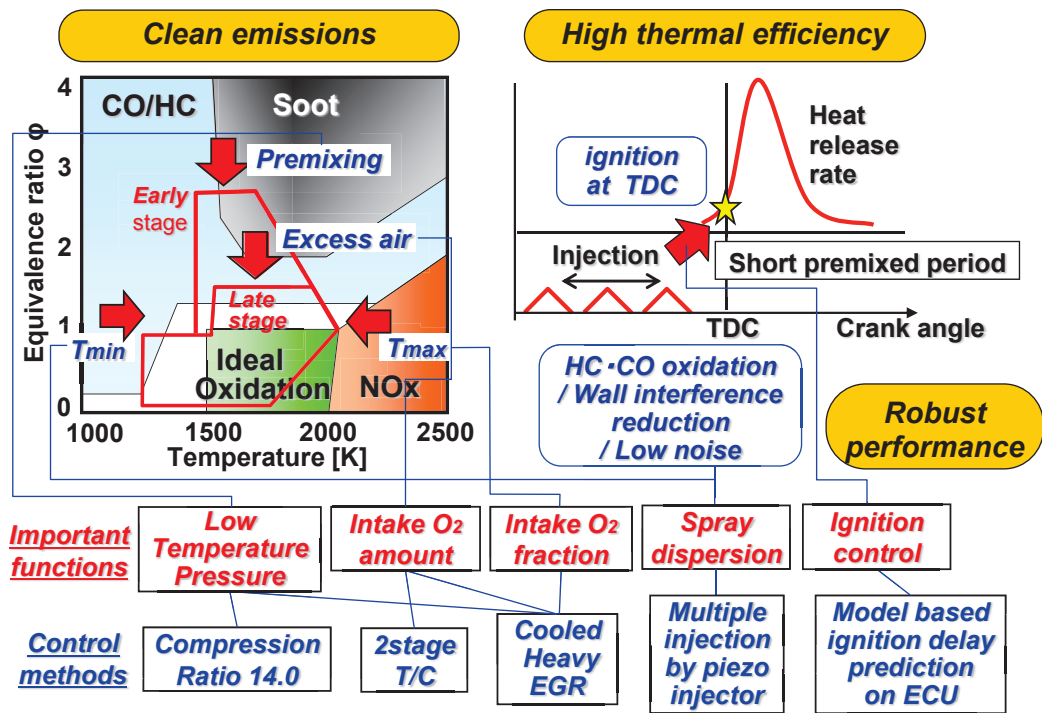 Clean emissions
High thermal efficiency
Equivalence ratio φ
4
3
2
1
0
CO/HC
Soot
Premixing
Early
stage
Excess air
Late
stage
Tmin
Tmax
Ideal
Oxidation
NOx
1000
1500
2000
2500
Temperature [K]
Heat
release
rate
ignition
at TDC
Injection
Short premixed period
TDC
Crank angle
HC・CO oxidation
/ Wall interference
reduction
/ Low noise
Robust
performance
Important
functions
Low
Temperature
Pressure
Intake O2
amount
Intake O2
fraction
Spray
dispersion
Ignition
control
Control
methods
Compression
Ratio 14.0
2stage
T/C
Cooled
Heavy
EGR
Multiple
injection
by piezo
injector
Model based
ignition delay
prediction
on ECU